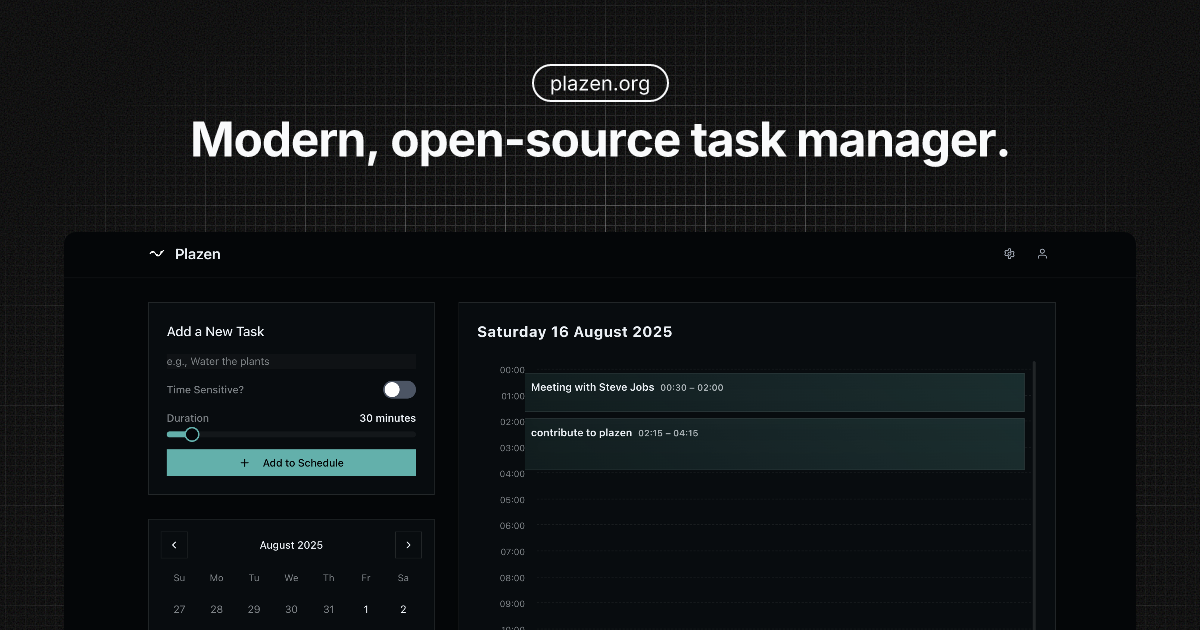 plazen.org
Modern, open-source task manager.
Plazen
Add a New Task
e.g., Water the plants
Time Sensitive?
Duration 30 minutes
+ Add to Schedule
August 2025
Su Mo Tu We Th Fr Sa
27 28 29 30 31 1 2
Saturday 16 August 2025
00:00
Meeting with Steve Jobs 00:30 – 02:00
01:00
02:00
contribute to plazen 02:15 – 04:15
03:00
04:00
05:00
06:00
07:00
08:00
09:00
10:00